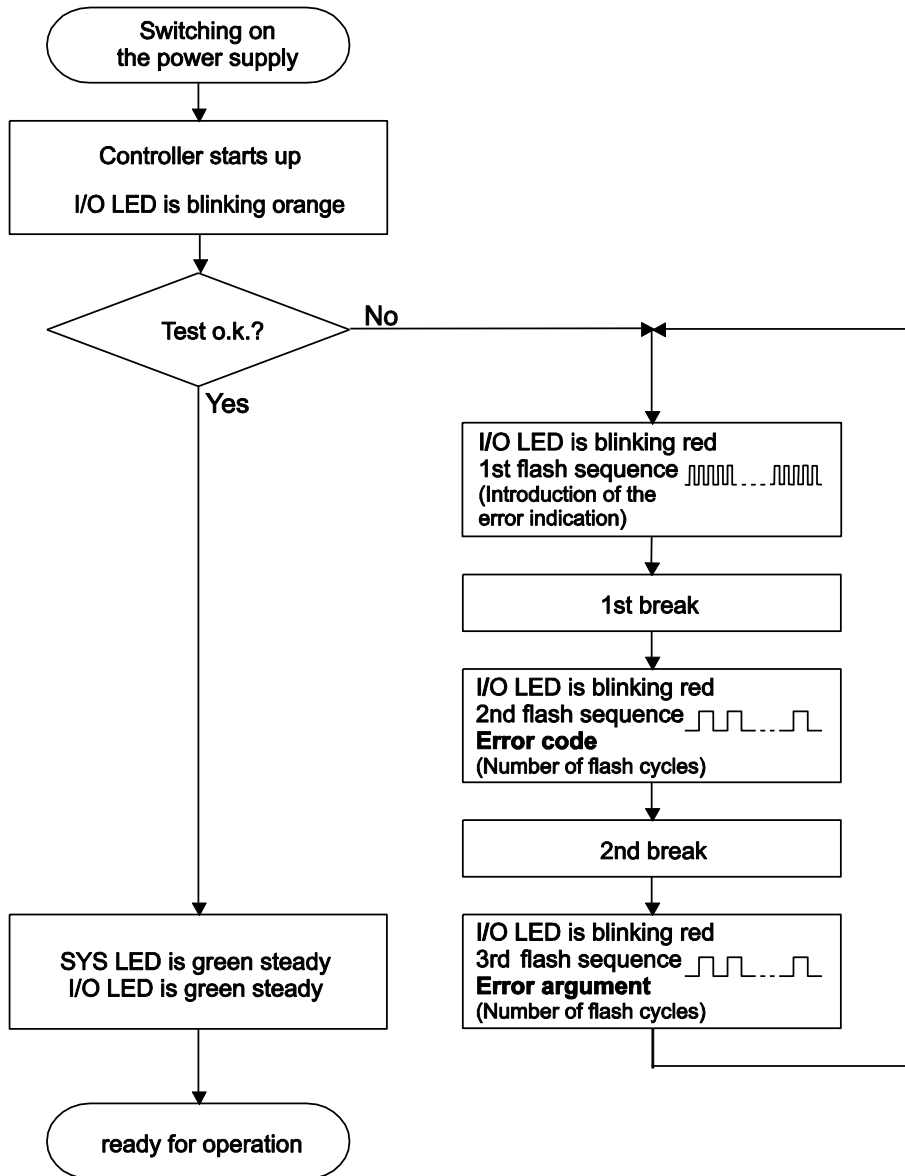 Switching on
the power supply
Controller starts up
I/O LED is blinking orange
Test o.k.?
No
Yes
I/O LED is blinking red
1st flash sequence
(Introduction of the
error indication)
1st break
I/O LED is blinking red
2nd flash sequence
Error code
(Number of flash cycles)
2nd break
I/O LED is blinking red
3rd flash sequence
Error argument
(Number of flash cycles)
SYS LED is green steady
I/O LED is green steady
ready for operation